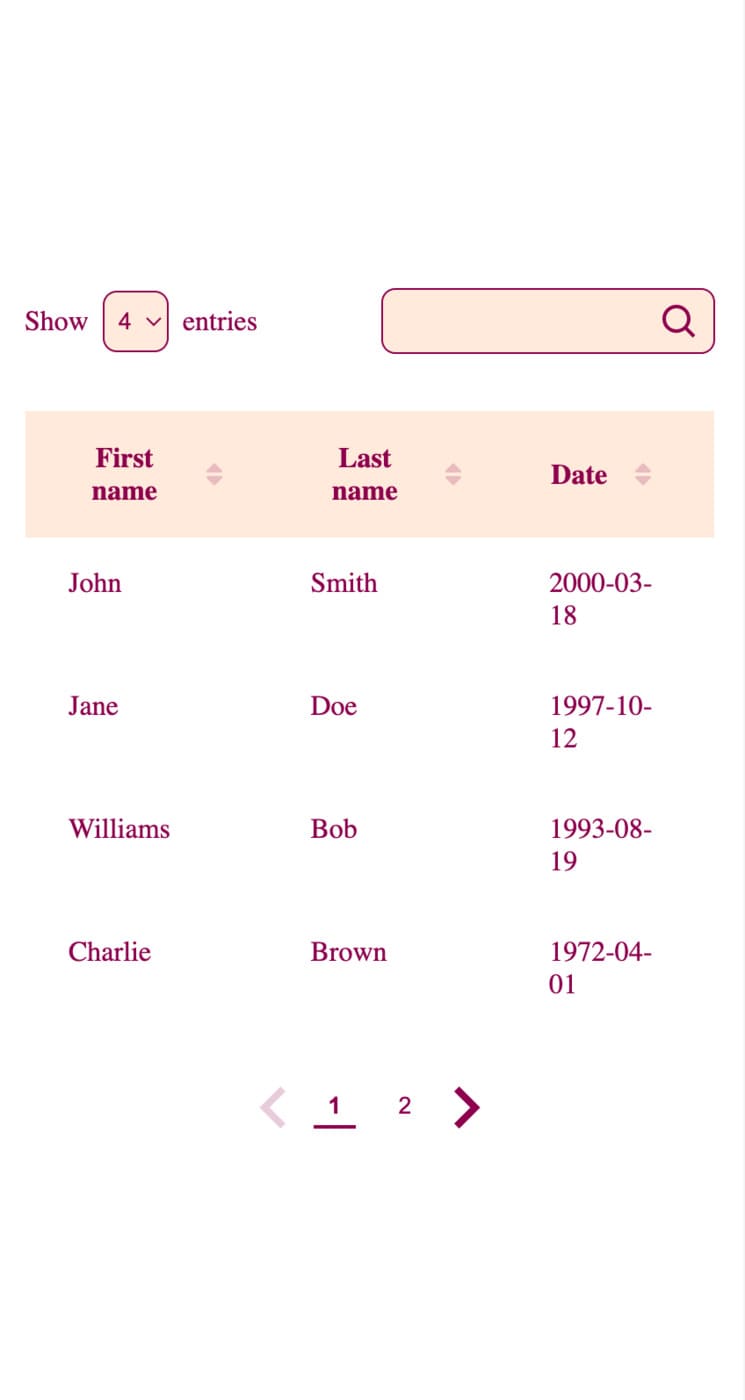 Show 4 entries
First name
Last name
Date
John Smith 2000-03-18
Jane Doe 1997-10-12
Williams Bob 1993-08-19
Charlie Brown 1972-04-01
1 2